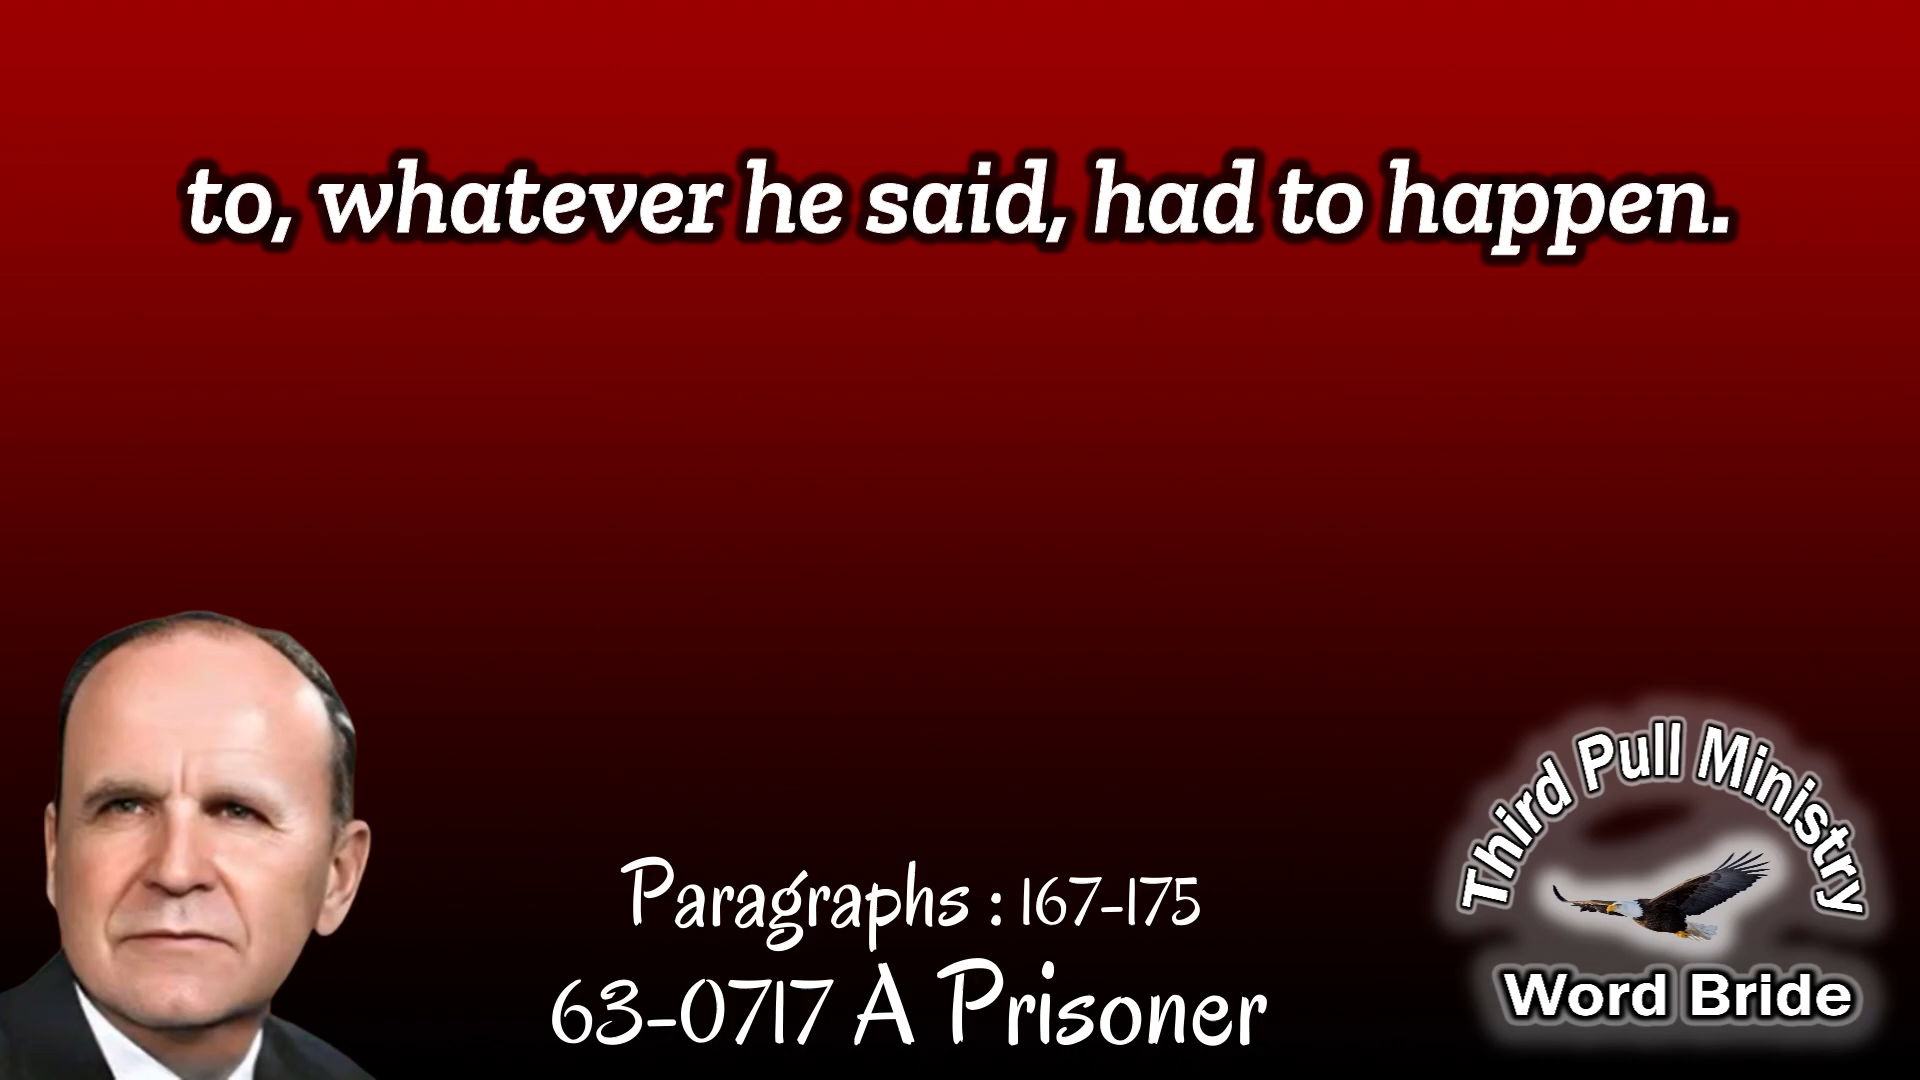 to, whatever he said, had to happen.
Third Pull Ministry
Paragraphs : 167-175
63-0717 A Prisoner
Word Bride